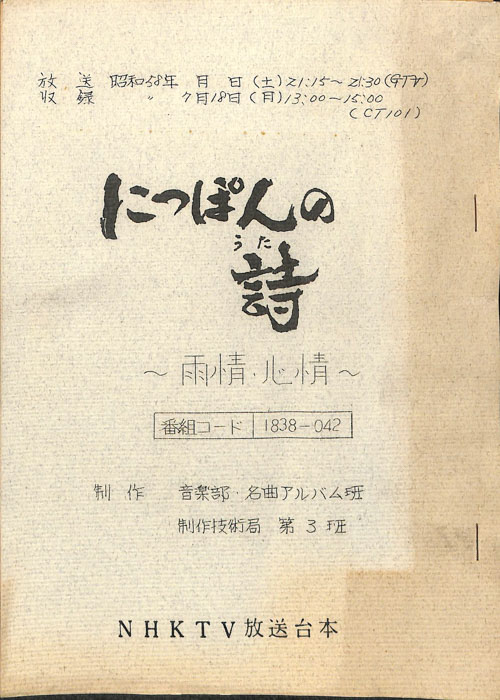 放送 昭和58年 月 日(土)21:15〜21:30(GTV)
収録 〃 7月18日(月)13:00〜15:00
(CT101)
にっぽんの
うた
詩
〜雨情・心情〜
番組コード 1838-042
制作 音楽部・名曲アルバム班
制作技術局 第3班
NHKTV放送台本